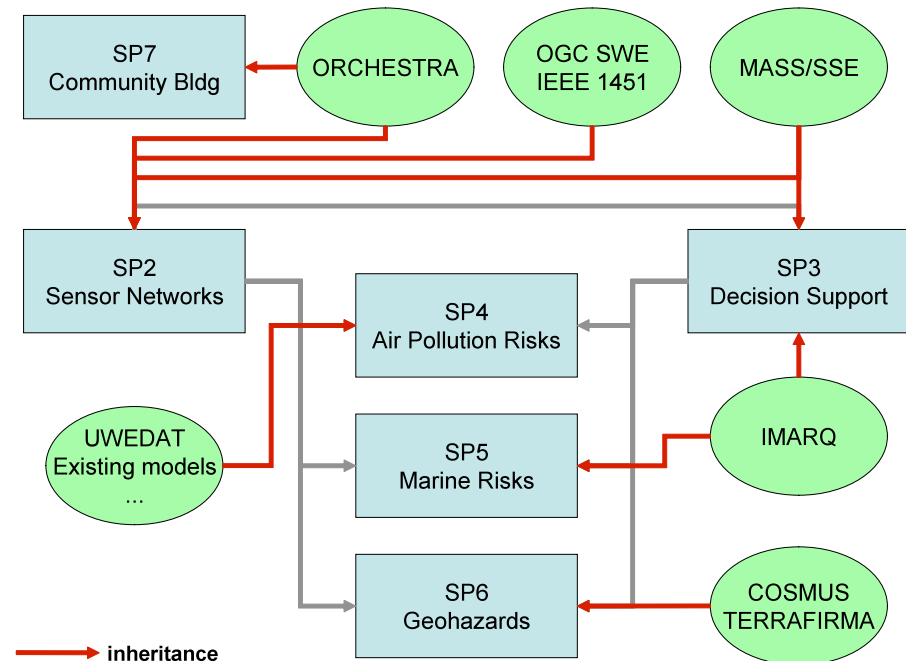 SP7
Community Bldg
ORCHESTRA
OGC SWE
IEEE 1451
MASS/SSE
SP2
Sensor Networks
SP3
Decision Support
SP4
Air Pollution Risks
UWEDAT
Existing models
...
SP5
Marine Risks
IMARQ
SP6
Geohazards
COSMUS
TERRAFIRMA
inheritance